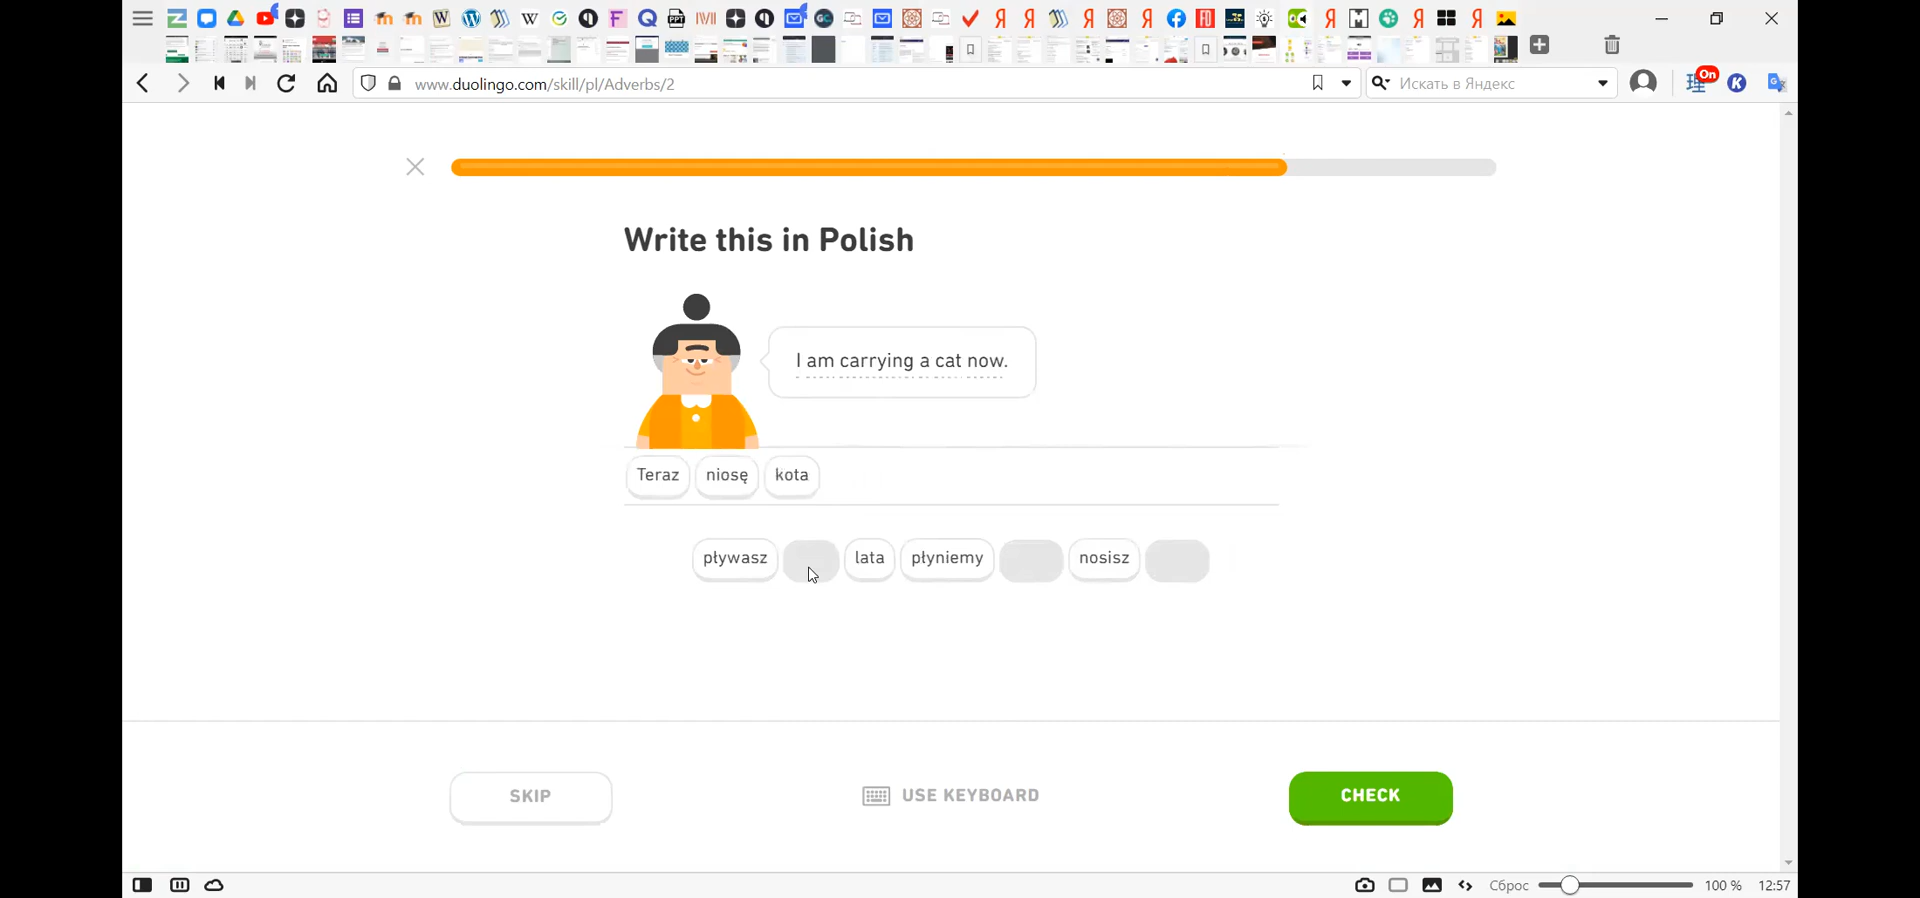 www.duolingo.com/skill/pl/Adverbs/2
Искать в Яндекс
On
Write this in Polish
I am carrying a cat now.
Teraz niosę kota
pływasz lata płyniemy nosisz
SKIP
USE KEYBOARD
CHECK
Сброс
100 %
12:57